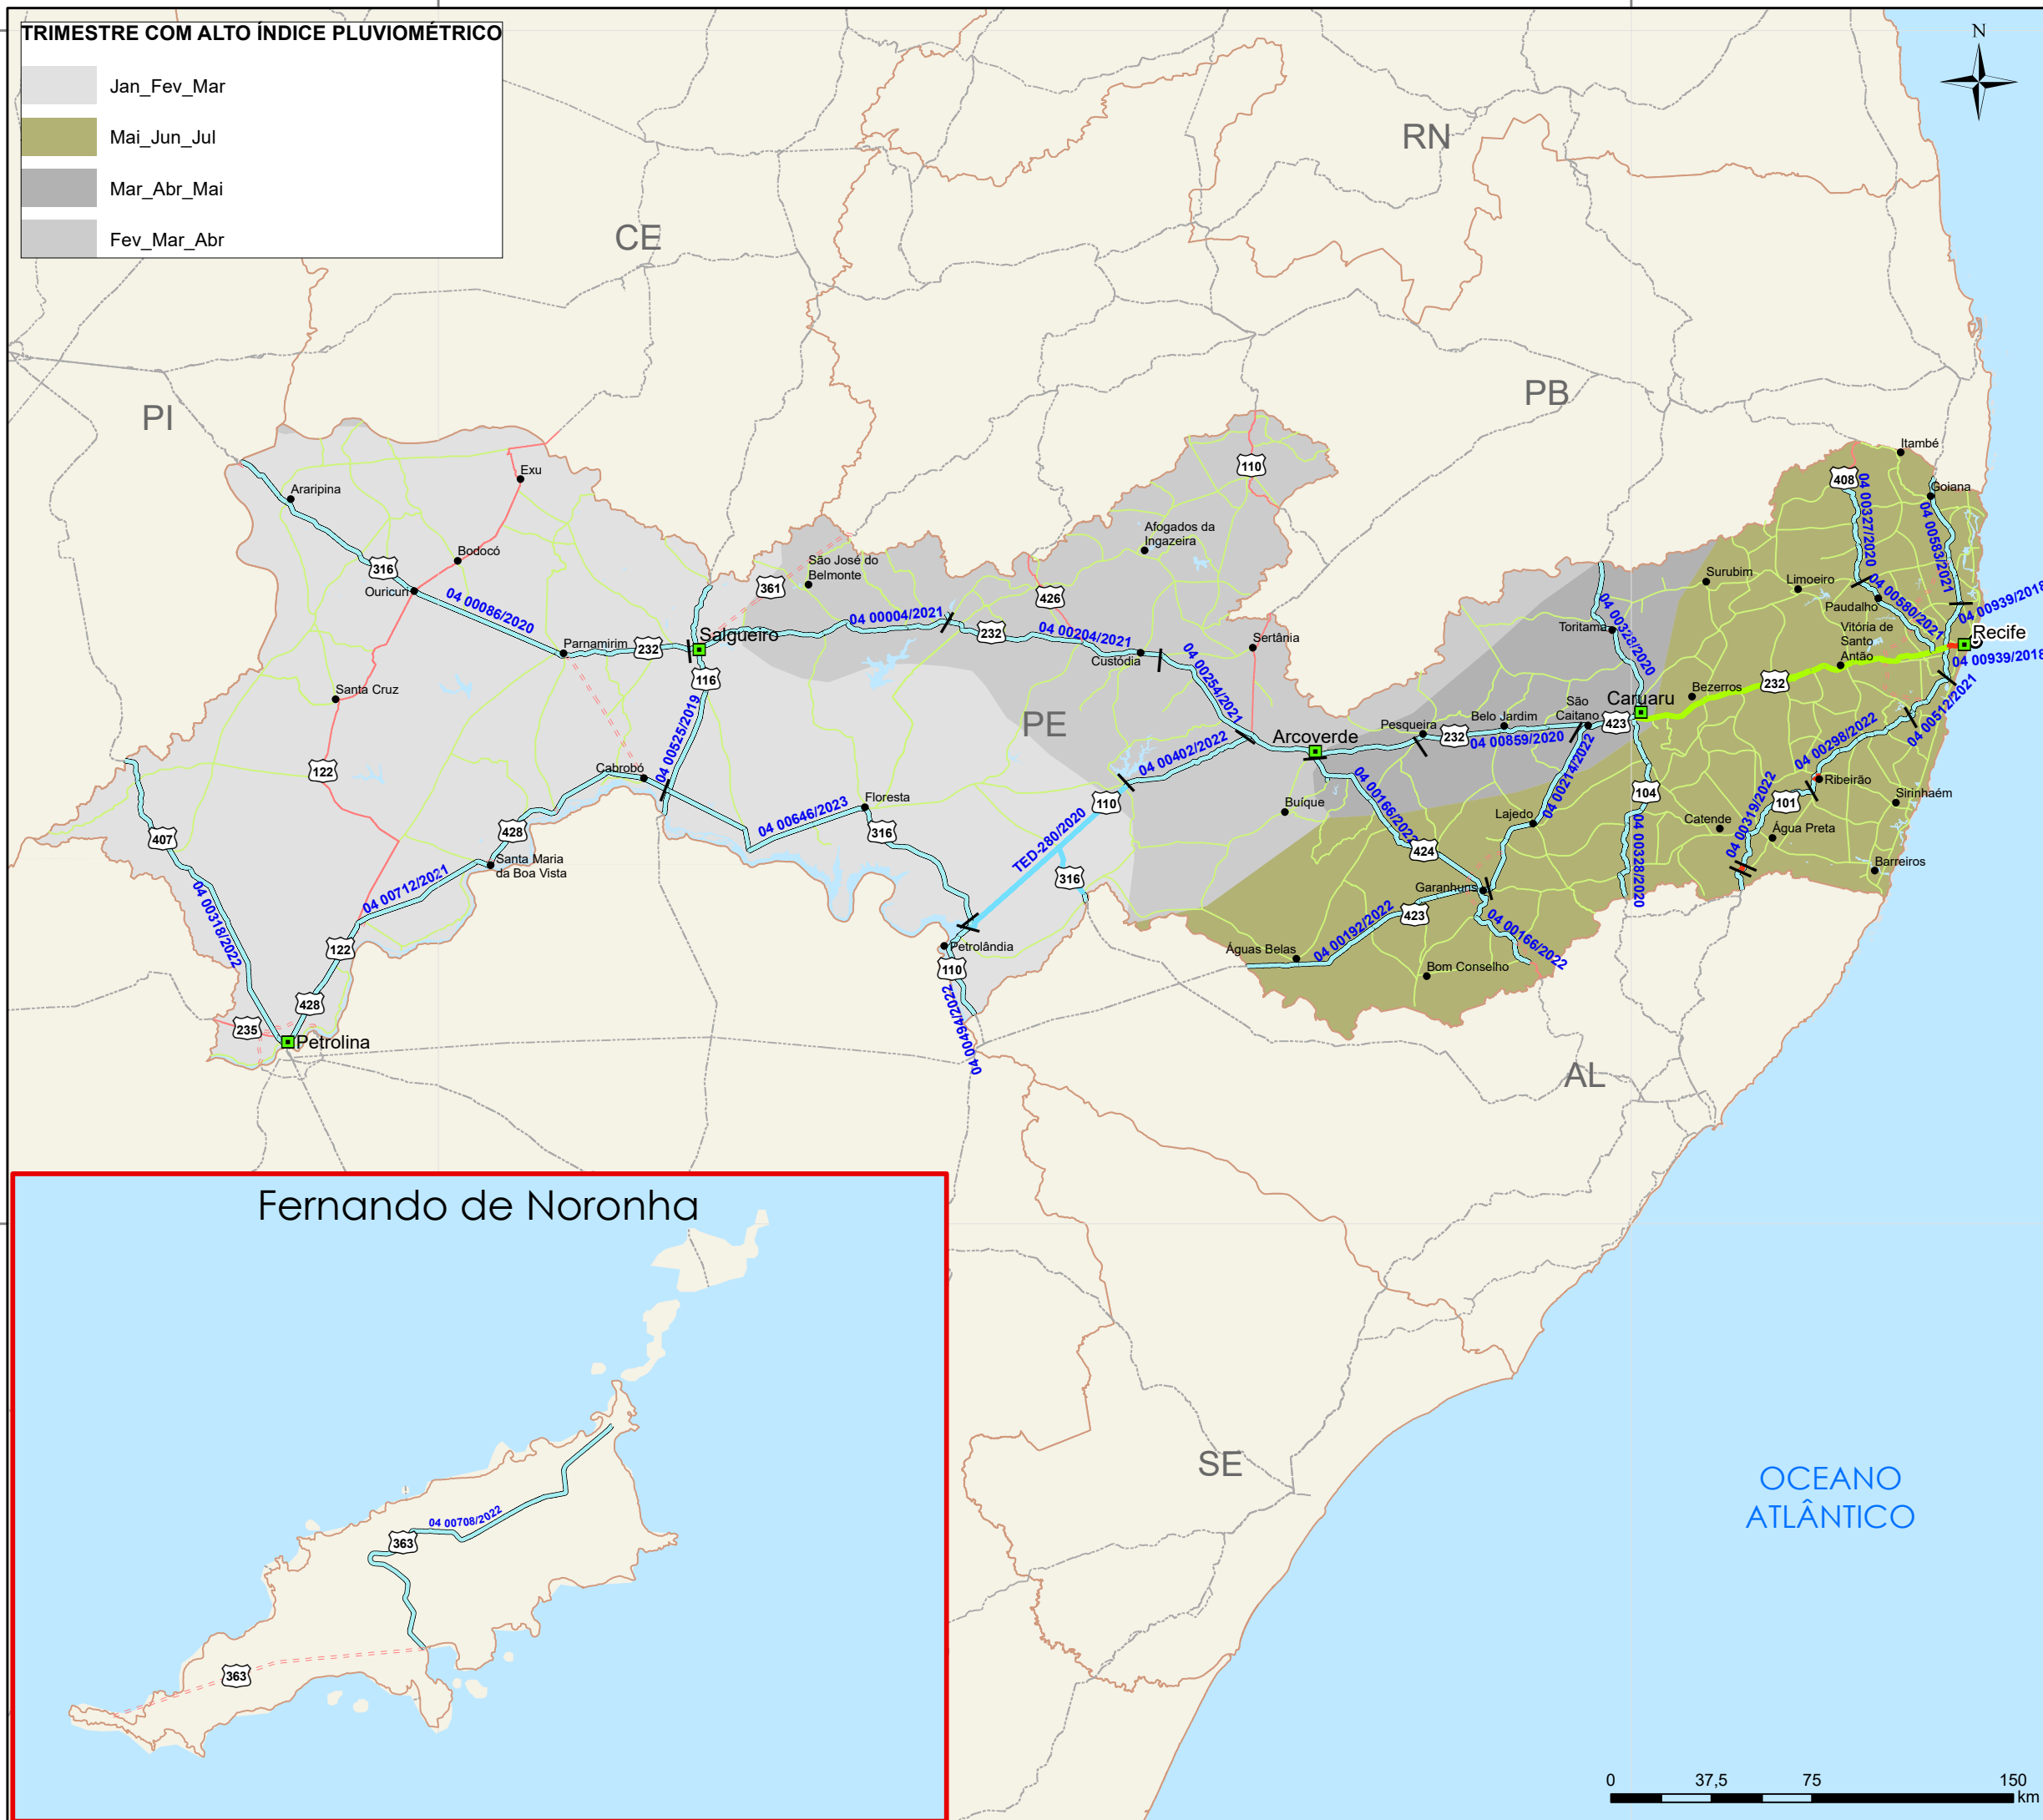 TRIMESTRE COM ALTO ÍNDICE PLUVIOMÉTRICO
Jan_Fev_Mar
Mai_Jun_Jul
Mar_Abr_Mai
Fev_Mar_Abr
N
RN
CE
PB
PI
Itambé
408
Exu
110
Goiana
Araripina
04 00327/2020
04 00583/2021
Afogados da
Ingazeira
Bodocó
São José do
Belmonte
316
361
Surubim
Limoeiro
Ouricuri
426
04 00086/2020
04 00004/2021
04 00580/2021
04 00939/2018
Paudalho
04 00328/2020
Toritama
232
04 00204/2021
Vitória de
Santo
Antão
Recife
Salgueiro
Sertânia
Parnamirim
232
Custódia
04 00254/2021
04 00939/2018
116
232
Santa Cruz
Bezerros
Caruaru
São
Caitano
04 00525/2019
PE
Pesqueira
Belo Jardim
423
04 00512/2021
Arcoverde
232
04 00859/2020
04 00402/2022
04 00298/2022
122
Cabrobó
Ribeirão
04 00214/2022
104
Floresta
110
Buíque
04 00166/2022
101
Sirinhaém
04 00646/2023
04 00319/2022
Lajedo
Catende
Água Preta
407
428
316
TED-280/2020
424
04 00328/2020
Santa Maria
da Boa Vista
316
Barreiros
04 00712/2021
Garanhuns
04 00318/2022
423
04 00192/2022
04 00166/2022
122
Petrolândia
Águas Belas
110
Bom Conselho
428
235
04 00494/2022
Petrolina
AL
Fernando de Noronha
SE
OCEANO
ATLÂNTICO
04 00708/2022
363
363
0 37,5 75 150
km